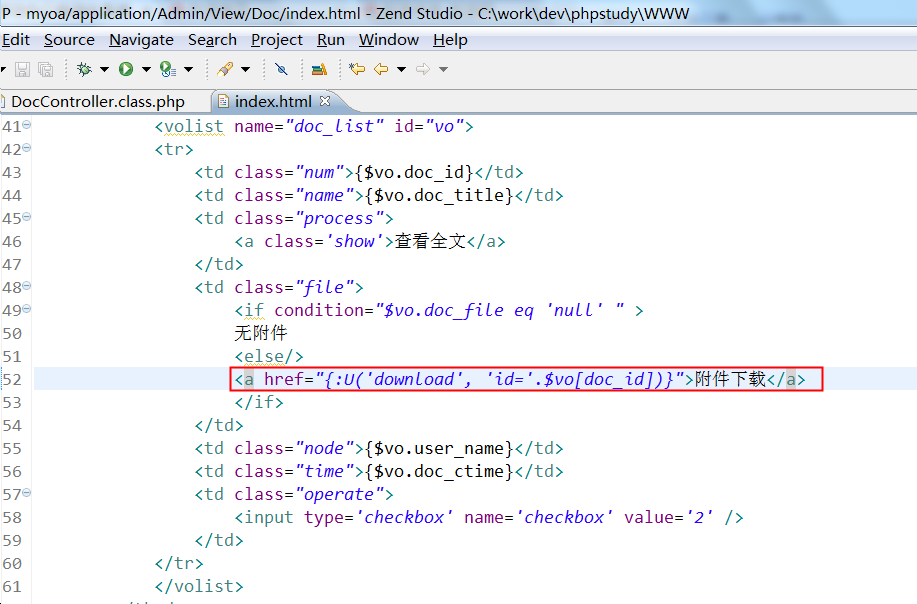 P - myoa/application/Admin/View/Doc/index.html - Zend Studio - C:\work\dev\phpstudy\WWW
Edit Source Navigate Search Project Run Window Help
DocController.class.php index.html
41 <volist name="doc_list" id="vo">
42 <tr>
43 <td class="num">{$vo.doc_id}</td>
44 <td class="name">{$vo.doc_title}</td>
45 <td class="process">
46 <a class='show'>查看全文</a>
47 </td>
48 <td class="file">
49 <if condition="$vo.doc_file eq 'null' " >
50 无附件
51 <else/>
52 <a href="{:U('download', 'id='.$vo[doc_id])}">附件下载</a>
53 </if>
54 </td>
55 <td class="node">{$vo.user_name}</td>
56 <td class="time">{$vo.doc_ctime}</td>
57 <td class="operate">
58 <input type='checkbox' name='checkbox' value='2' />
59 </td>
60 </tr>
61 </volist>